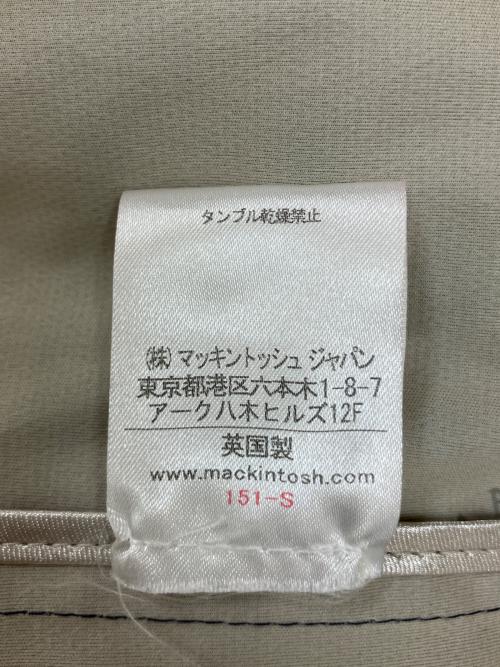 タンブル乾燥禁止
(株)マッキントッシュ ジャパン
東京都港区六本木1-8-7
アーク八木ヒルズ12F
英国製
www.mackintosh.com
151-S